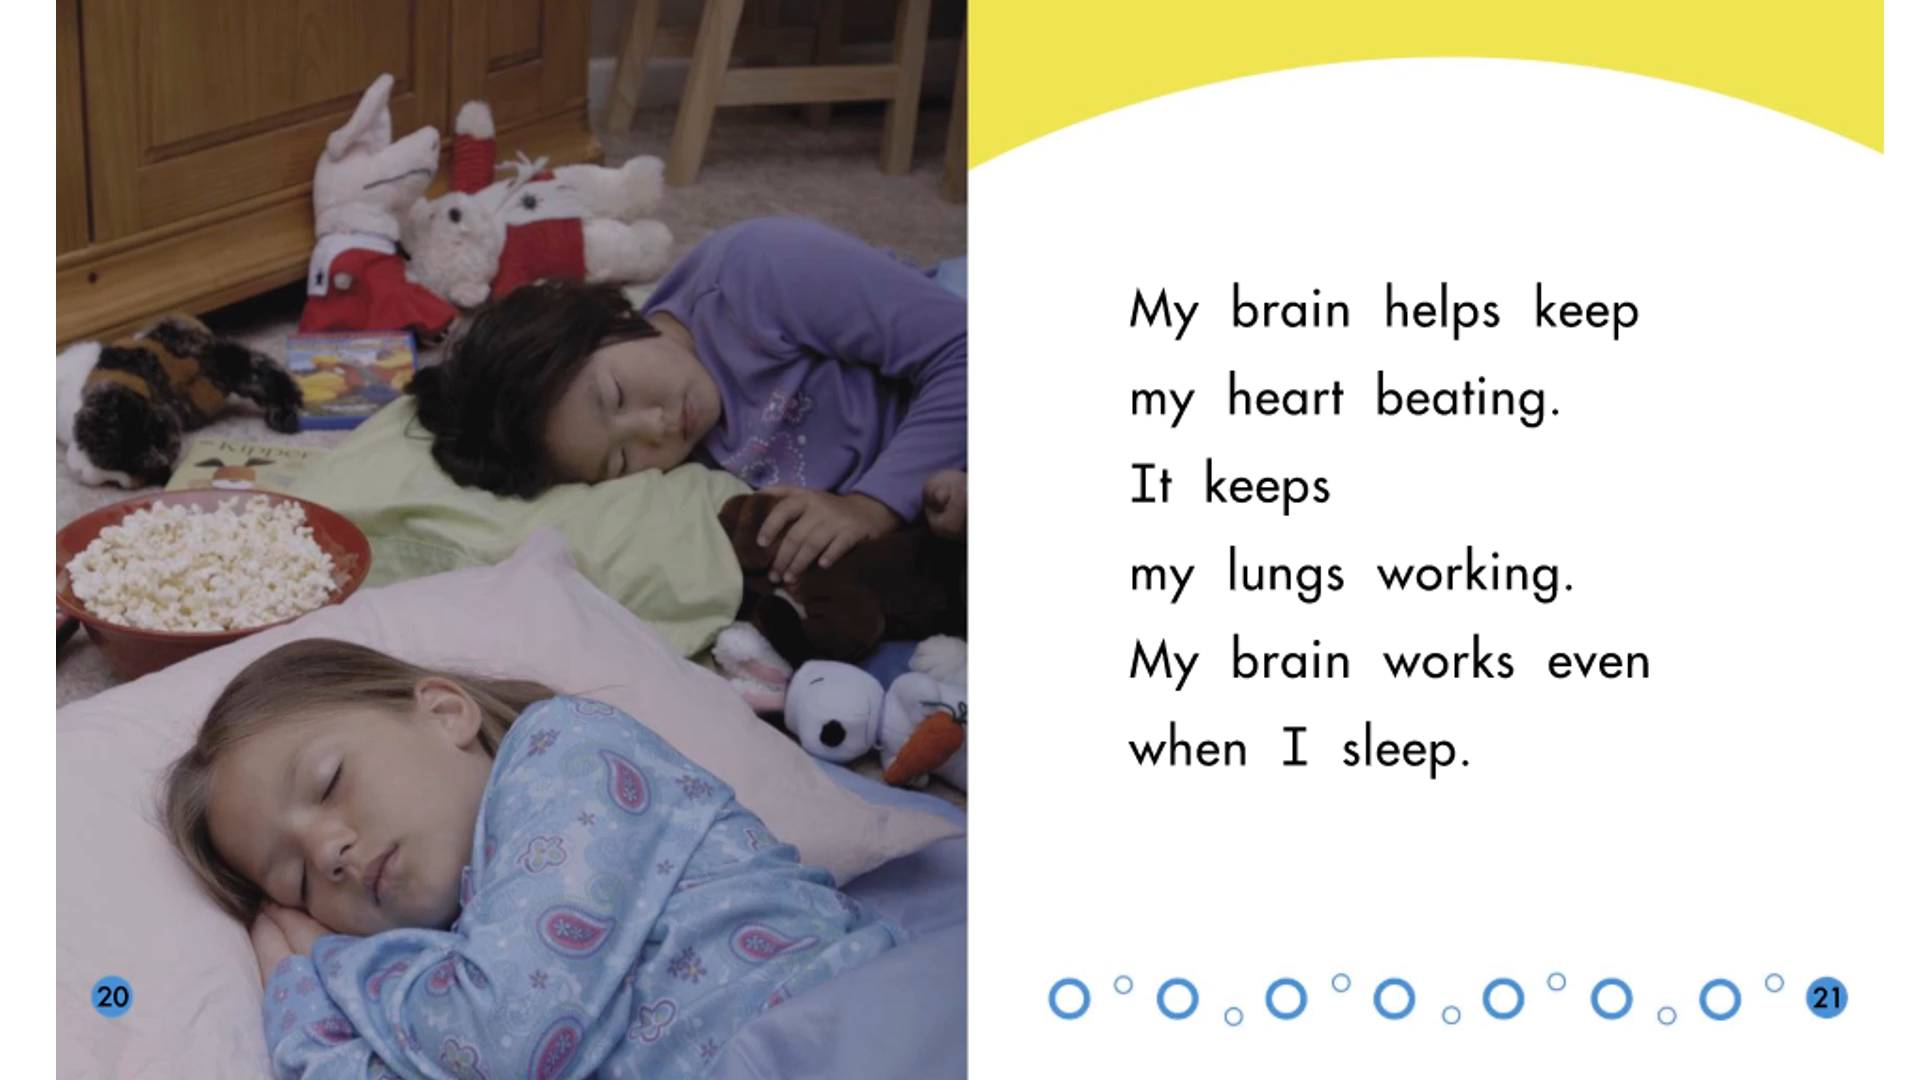 Kipper
20
My brain helps keep
my heart beating.
It keeps
my lungs working.
My brain works even
when I sleep.
21